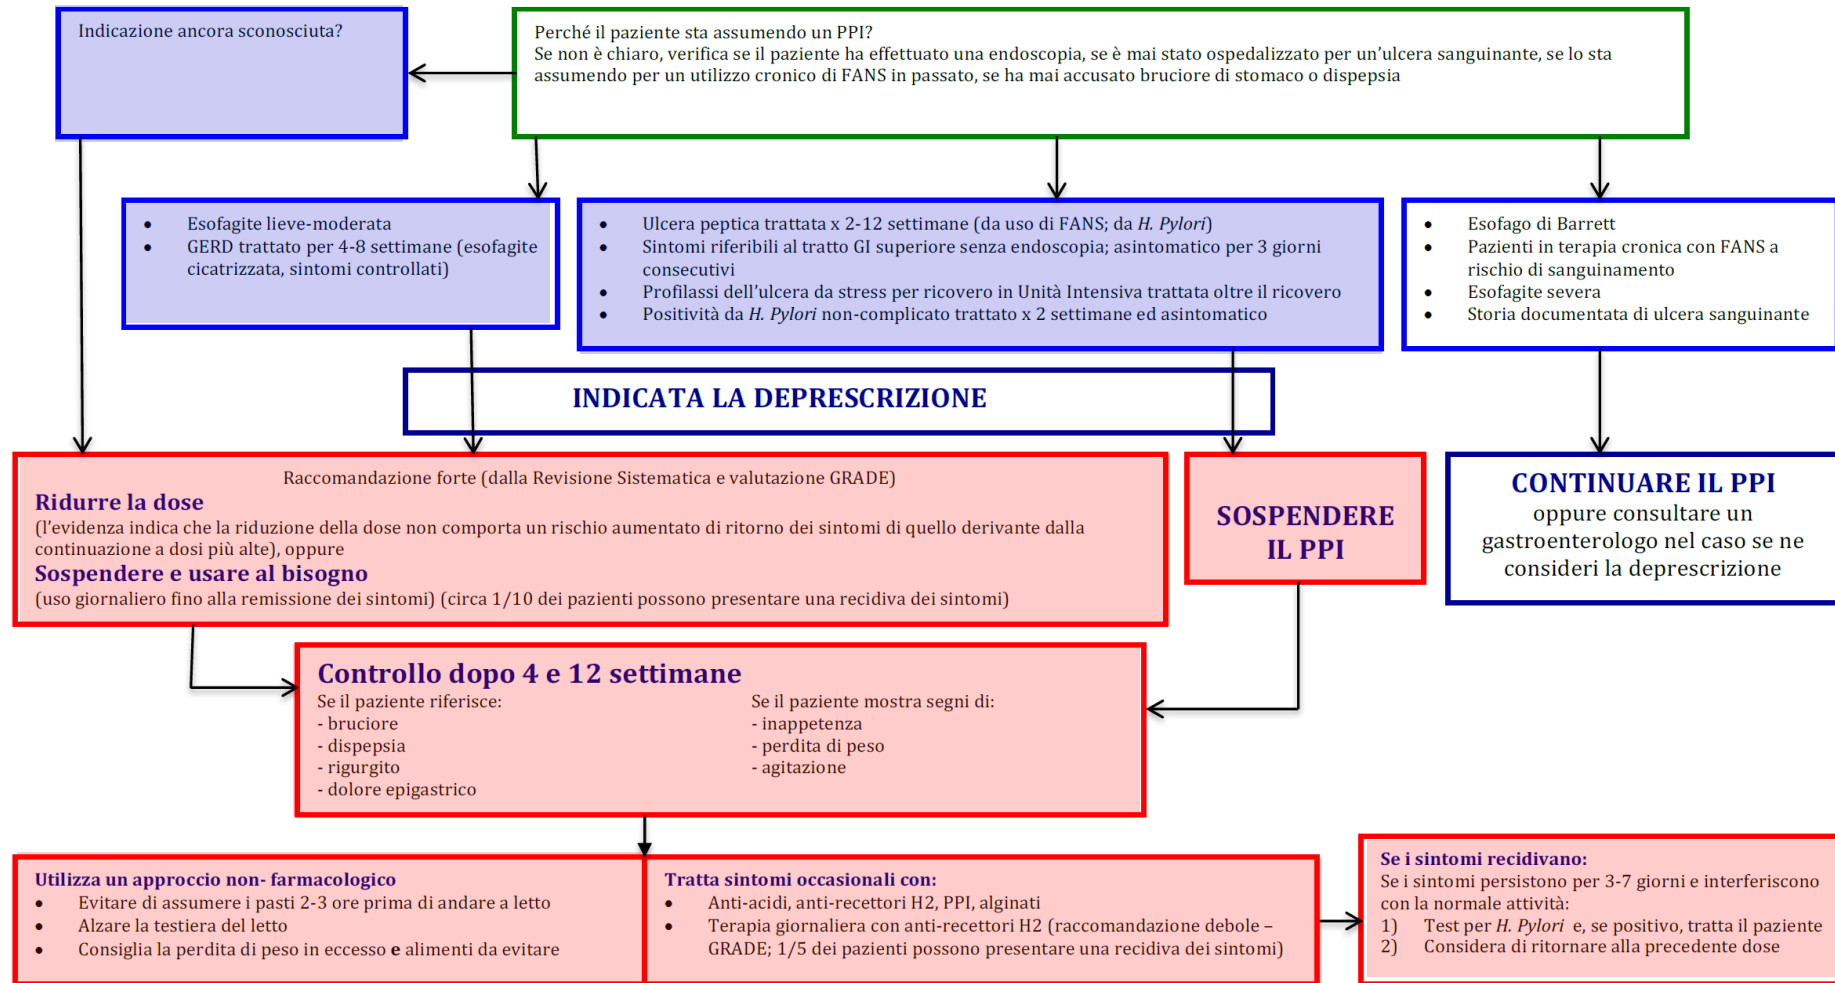 Indicazione ancora sconosciuta?
Perché il paziente sta assumendo un PPI?
Se non è chiaro, verifica se il paziente ha effettuato una endoscopia, se è mai stato ospedalizzato per un'ulcera sanguinante, se lo sta
assumendo per un utilizzo cronico di FANS in passato, se ha mai accusato bruciore di stomaco o dispepsia
• Esofagite lieve-moderata
• GERD trattato per 4-8 settimane (esofagite
cicatrizzata, sintomi controllati)
• Ulcera peptica trattata x 2-12 settimane (da uso di FANS; da H. Pylori)
• Sintomi riferibili al tratto GI superiore senza endoscopia; asintomatico per 3 giorni
consecutivi
• Profilassi dell'ulcera da stress per ricovero in Unità Intensiva trattata oltre il ricovero
• Positività da H. Pylori non-complicato trattato x 2 settimane ed asintomatico
• Esofago di Barrett
• Pazienti in terapia cronica con FANS a
rischio di sanguinamento
• Esofagite severa
• Storia documentata di ulcera sanguinante
INDICATA LA DEPRESCRIZIONE
Raccomandazione forte (dalla Revisione Sistematica e valutazione GRADE)
Ridurre la dose
(l'evidenza indica che la riduzione della dose non comporta un rischio aumentato di ritorno dei sintomi di quello derivante dalla
continuazione a dosi più alte), oppure
Sospendere e usare al bisogno
(uso giornaliero fino alla remissione dei sintomi) (circa 1/10 dei pazienti possono presentare una recidiva dei sintomi)
SOSPENDERE
IL PPI
CONTINUARE IL PPI
oppure consultare un
gastroenterologo nel caso se ne
consideri la deprescrizione
Controllo dopo 4 e 12 settimane
Se il paziente riferisce:
- bruciore
- dispepsia
- rigurgito
- dolore epigastrico
Se il paziente mostra segni di:
- inappetenza
- perdita di peso
- agitazione
Utilizza un approccio non- farmacologico
• Evitare di assumere i pasti 2-3 ore prima di andare a letto
• Alzare la testiera del letto
• Consiglia la perdita di peso in eccesso e alimenti da evitare
Tratta sintomi occasionali con:
• Anti-acidi, anti-recettori H2, PPI, alginati
• Terapia giornaliera con anti-recettori H2 (raccomandazione debole –
GRADE; 1/5 dei pazienti possono presentare una recidiva dei sintomi)
Se i sintomi recidivano:
Se i sintomi persistono per 3-7 giorni e interferiscono
con la normale attività:
1) Test per H. Pylori e, se positivo, tratta il paziente
2) Considera di ritornare alla precedente dose